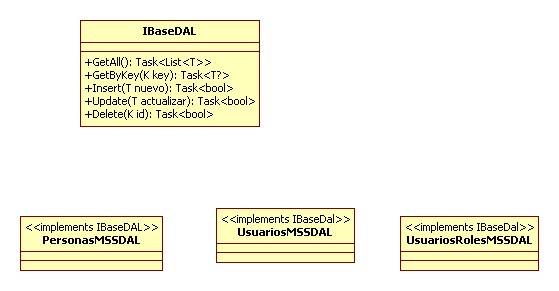 IBaseDAL
+GetAll(): Task<List<T>>
+GetByKey(K key): Task<T?>
+Insert(T nuevo): Task<bool>
+Update(T actualizar): Task<bool>
+Delete(K id): Task<bool>
<<implements IBaseDAL>>
PersonasMSSDAL
<<implements IBaseDal>>
UsuariosMSSDAL
<<implements IBaseDal>>
UsuariosRolesMSSDAL